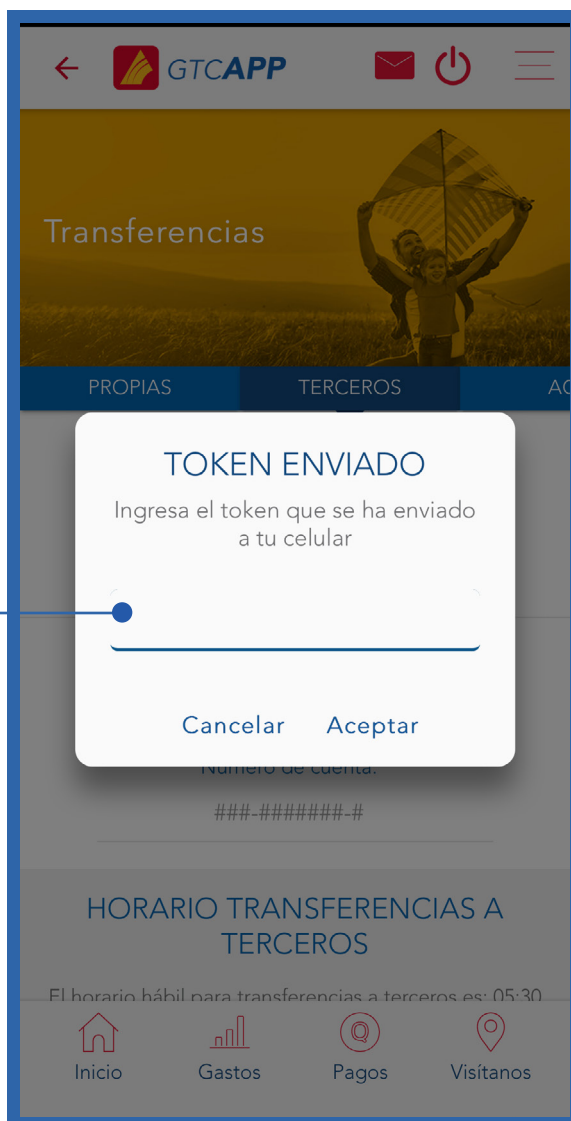 GTCAPP
Transferencias
PROPIAS TERCEROS AC
TOKEN ENVIADO
Ingresa el token que se ha enviado
a tu celular
Cancelar Aceptar
Número de cuenta:
###-#######-#
HORARIO TRANSFERENCIAS A
TERCEROS
El horario hábil para transferencias a terceros es: 05:30
Inicio Gastos Pagos Visítanos